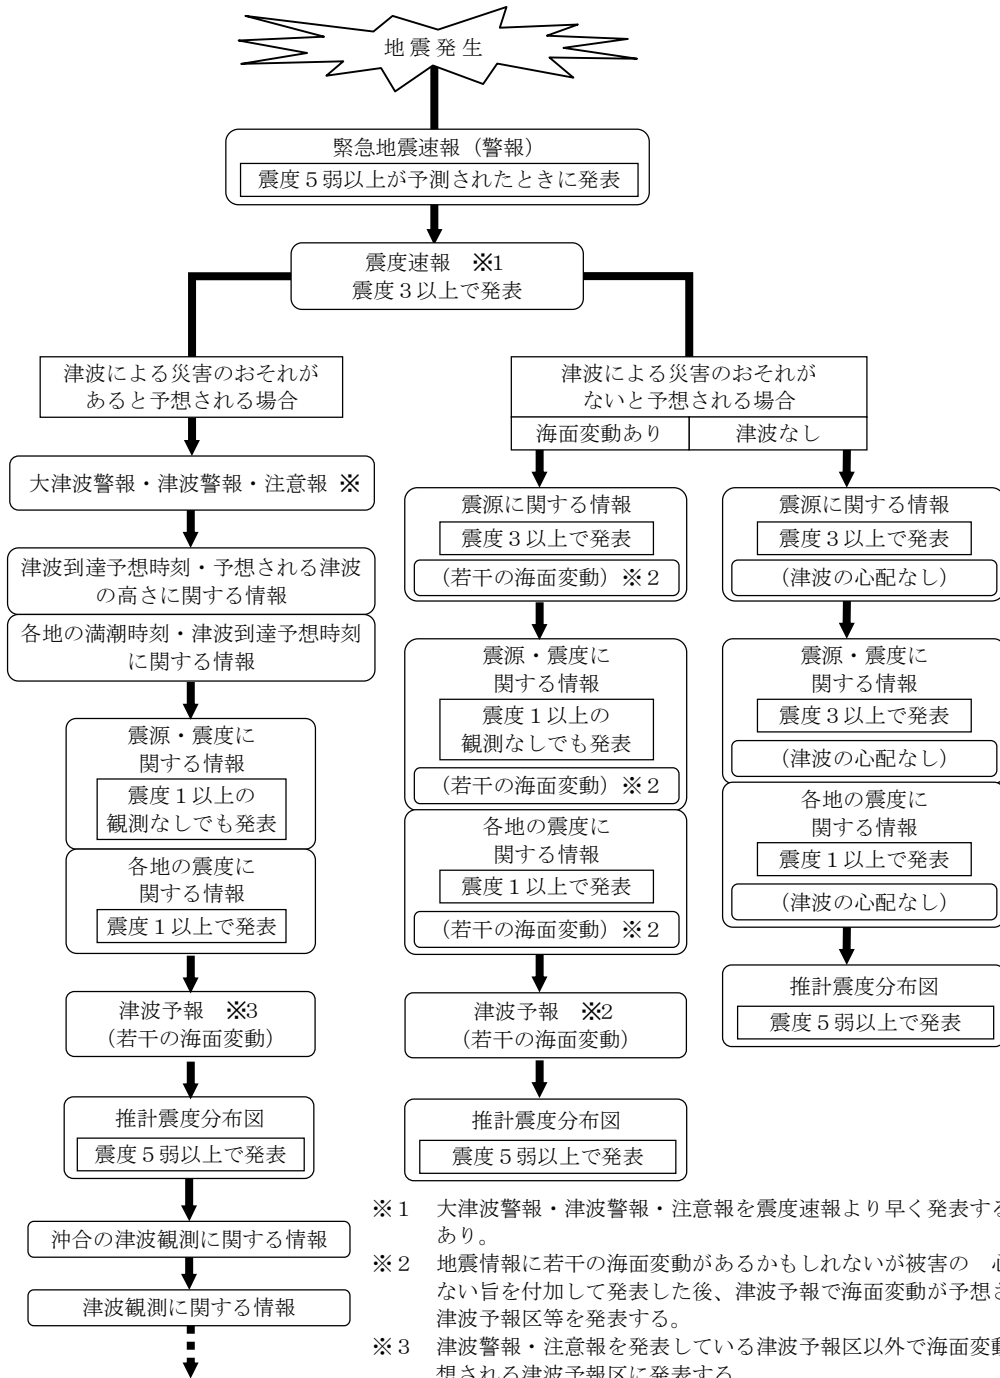 地震発生
緊急地震速報（警報）
震度５弱以上が予測されたときに発表
震度速報　※1
震度３以上で発表
津波による災害のおそれが
あると予想される場合
大津波警報・津波警報・注意報 ※
津波到達予想時刻・予想される津波
の高さに関する情報
各地の満潮時刻・津波到達予想時刻
に関する情報
震源・震度に
関する情報
震度１以上の
観測なしでも発表
各地の震度に
関する情報
震度１以上で発表
津波予報　※3
（若干の海面変動）
推計震度分布図
震度５弱以上で発表
沖合の津波観測に関する情報
津波観測に関する情報
津波による災害のおそれが
ないと予想される場合
海面変動あり
津波なし
震源に関する情報
震度３以上で発表
（若干の海面変動）※２
震源・震度に
関する情報
震度１以上の
観測なしでも発表
（若干の海面変動）※２
各地の震度に
関する情報
震度１以上で発表
（若干の海面変動）※２
津波予報　※2
（若干の海面変動）
推計震度分布図
震度５弱以上で発表
震源に関する情報
震度３以上で発表
（津波の心配なし）
震源・震度に
関する情報
震度３以上で発表
（津波の心配なし）
各地の震度に
関する情報
震度１以上で発表
（津波の心配なし）
推計震度分布図
震度５弱以上で発表
※１　大津波警報・津波警報・注意報を震度速報より早く発表する
あり。
※２　地震情報に若干の海面変動があるかもしれないが被害の　心
ない旨を付加して発表した後、津波予報で海面変動が予想さ
津波予報区等を発表する。
※３　津波警報・注意報を発表している津波予報区以外で海面変動
想される津波予報区に発表する。